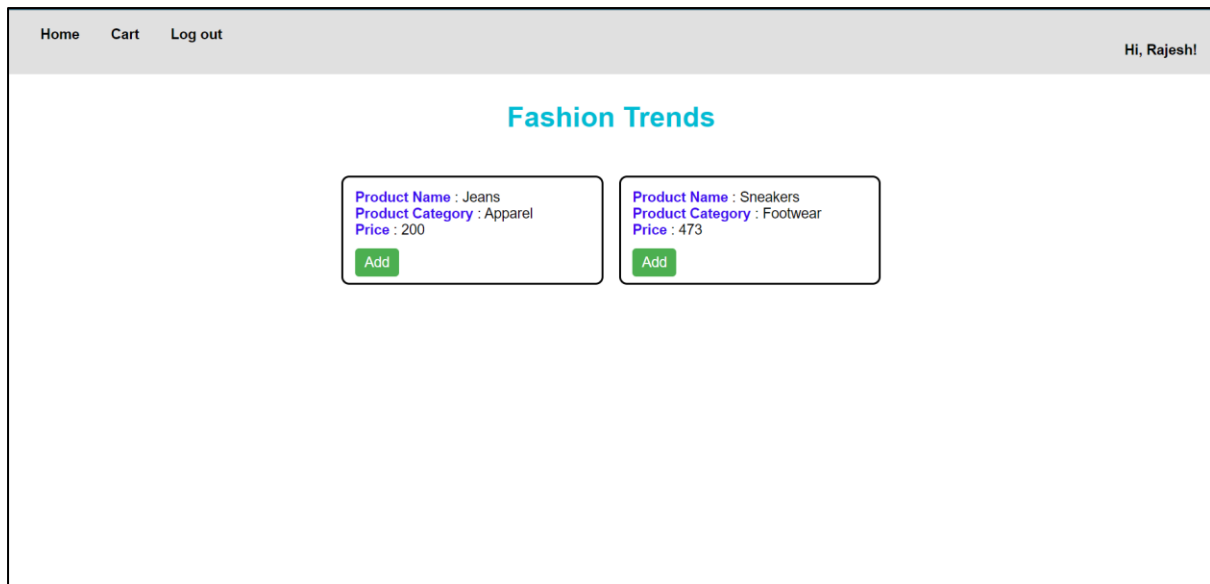 Home Cart Log out
Hi, Rajesh!
Fashion Trends
Product Name : Jeans
Product Category : Apparel
Price : 200
Add
Product Name : Sneakers
Product Category : Footwear
Price : 473
Add